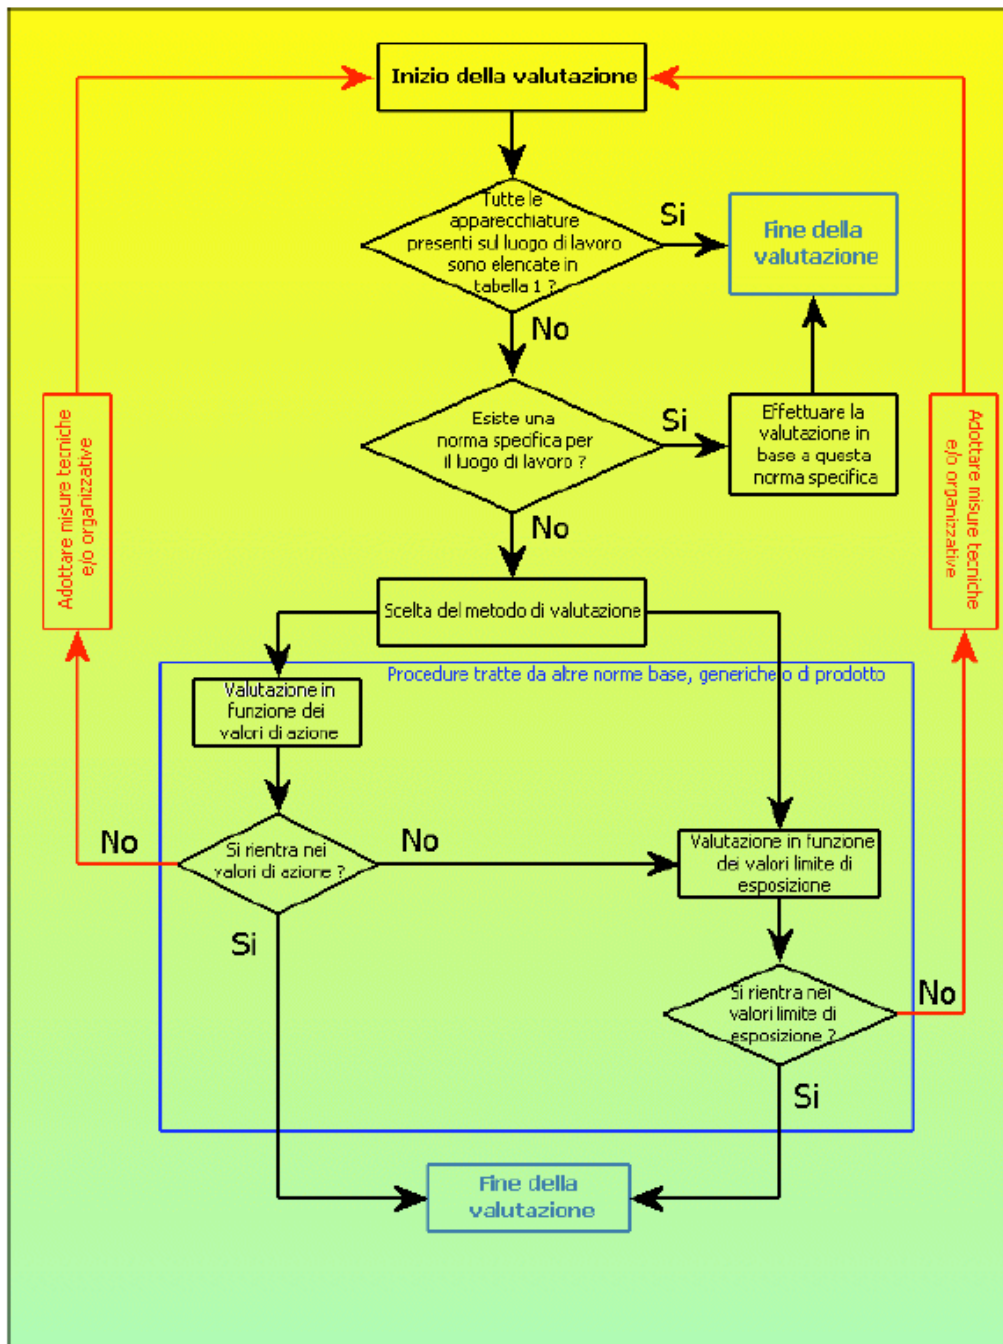 Inizio della valutazione
Tutte le
apparecchiature
presenti sul luogo di lavoro
sono elencate in
tabella 1 ?
Si
Fine della
valutazione
No
Esiste una
norma specifica per
il luogo di lavoro ?
Si
Effettuare la
valutazione in
base a questa
norma specifica
Adottare misure tecniche
e/o organizzative
Adottare misure tecniche
e/o organizzative
No
Scelta del metodo di valutazione
Procedure tratte da altre norme base, generiche o di prodotto
Valutazione in
funzione dei
valori di azione
No
Si rientra nei
valori di azione ?
No
Valutazione in funzione
dei valori limite di
esposizione
Si
Si rientra nei
valori limite di
esposizione ?
No
Si
Fine della
valutazione